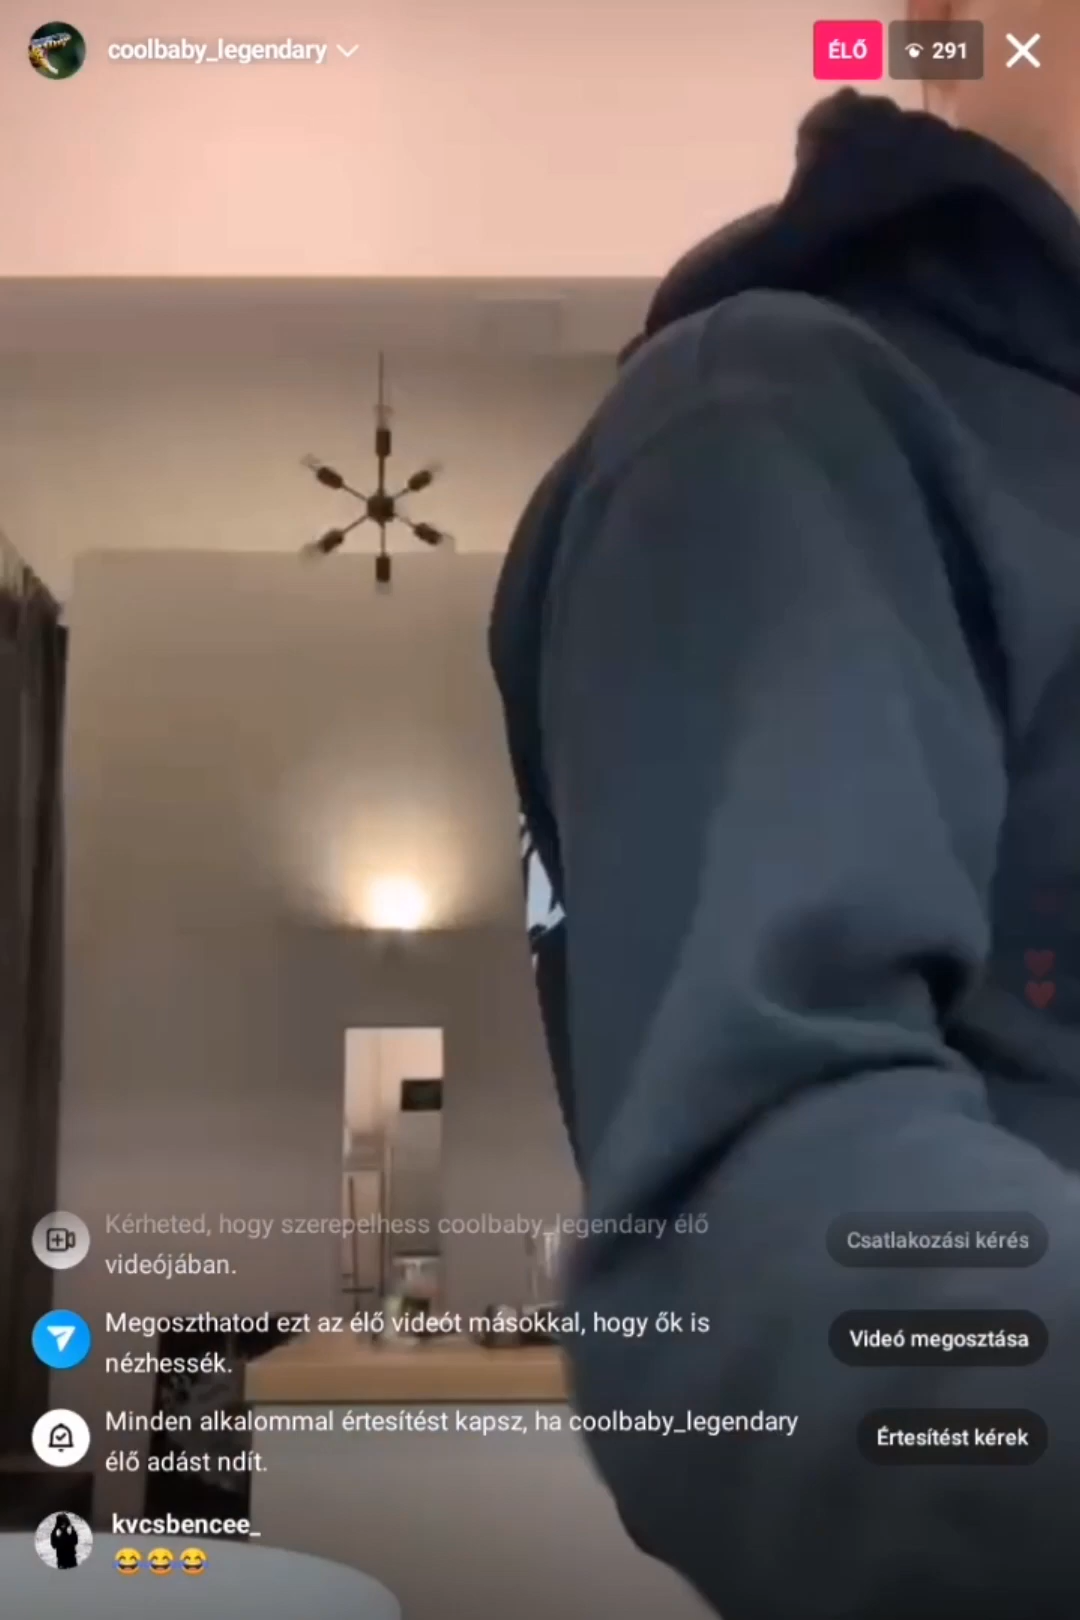 coolbaby_legendary
ÉLŐ
291
Kérheted, hogy szerepelhess coolbaby_legendary élő
videójában.
Csatlakozási kérés
Megoszthatod ezt az élő videót másokkal, hogy ők is
nézhessék.
Videó megosztása
Minden alkalommal értesítést kapsz, ha coolbaby_legendary
élő adást ndít.
Értesítést kérek
kvcsbencee_
😂😂😂